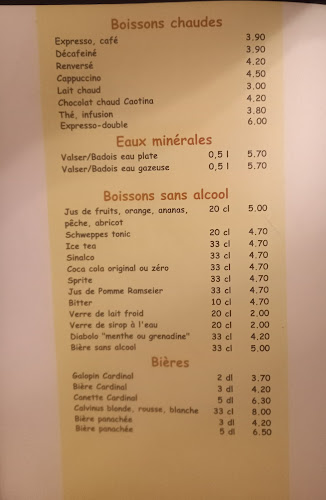 Boissons chaudes
Expresso, café 3.90
Décafeiné 3.90
Renversé 4.20
Cappuccino 4.50
Lait chaud 3.00
Chocolat chaud Caotina 4.20
Thé, infusion 3.80
Expresso-double 6.00
Eaux minérales
Valser/Badois eau plate 0,5 l 5.70
Valser/Badois eau gazeuse 0,5 l 5.70
Boissons sans alcool
Jus de fruits, orange, ananas, 20 cl 5.00
pêche, abricot
Schweppes tonic 20 cl 4.70
Ice tea 33 cl 4.70
Sinalco 33 cl 4.70
Coca cola original ou zéro 33 cl 4.70
Sprite 33 cl 4.70
Jus de Pomme Ramseier 33 cl 4.70
Bitter 10 cl 4.70
Verre de lait froid 20 cl 2.00
Verre de sirop à l'eau 20 cl 2.00
Diabolo "menthe ou grenadine" 33 cl 4.20
Bière sans alcool 33 cl 5.00
Bières
Galopin Cardinal 2 dl 3.70
Bière Cardinal 3 dl 4.20
Canette Cardinal 5 dl 6.30
Calvinus blonde, rousse, blanche 33 cl 8.00
Bière panachée 3 dl 4.20
Bière panachée 5 dl 6.50